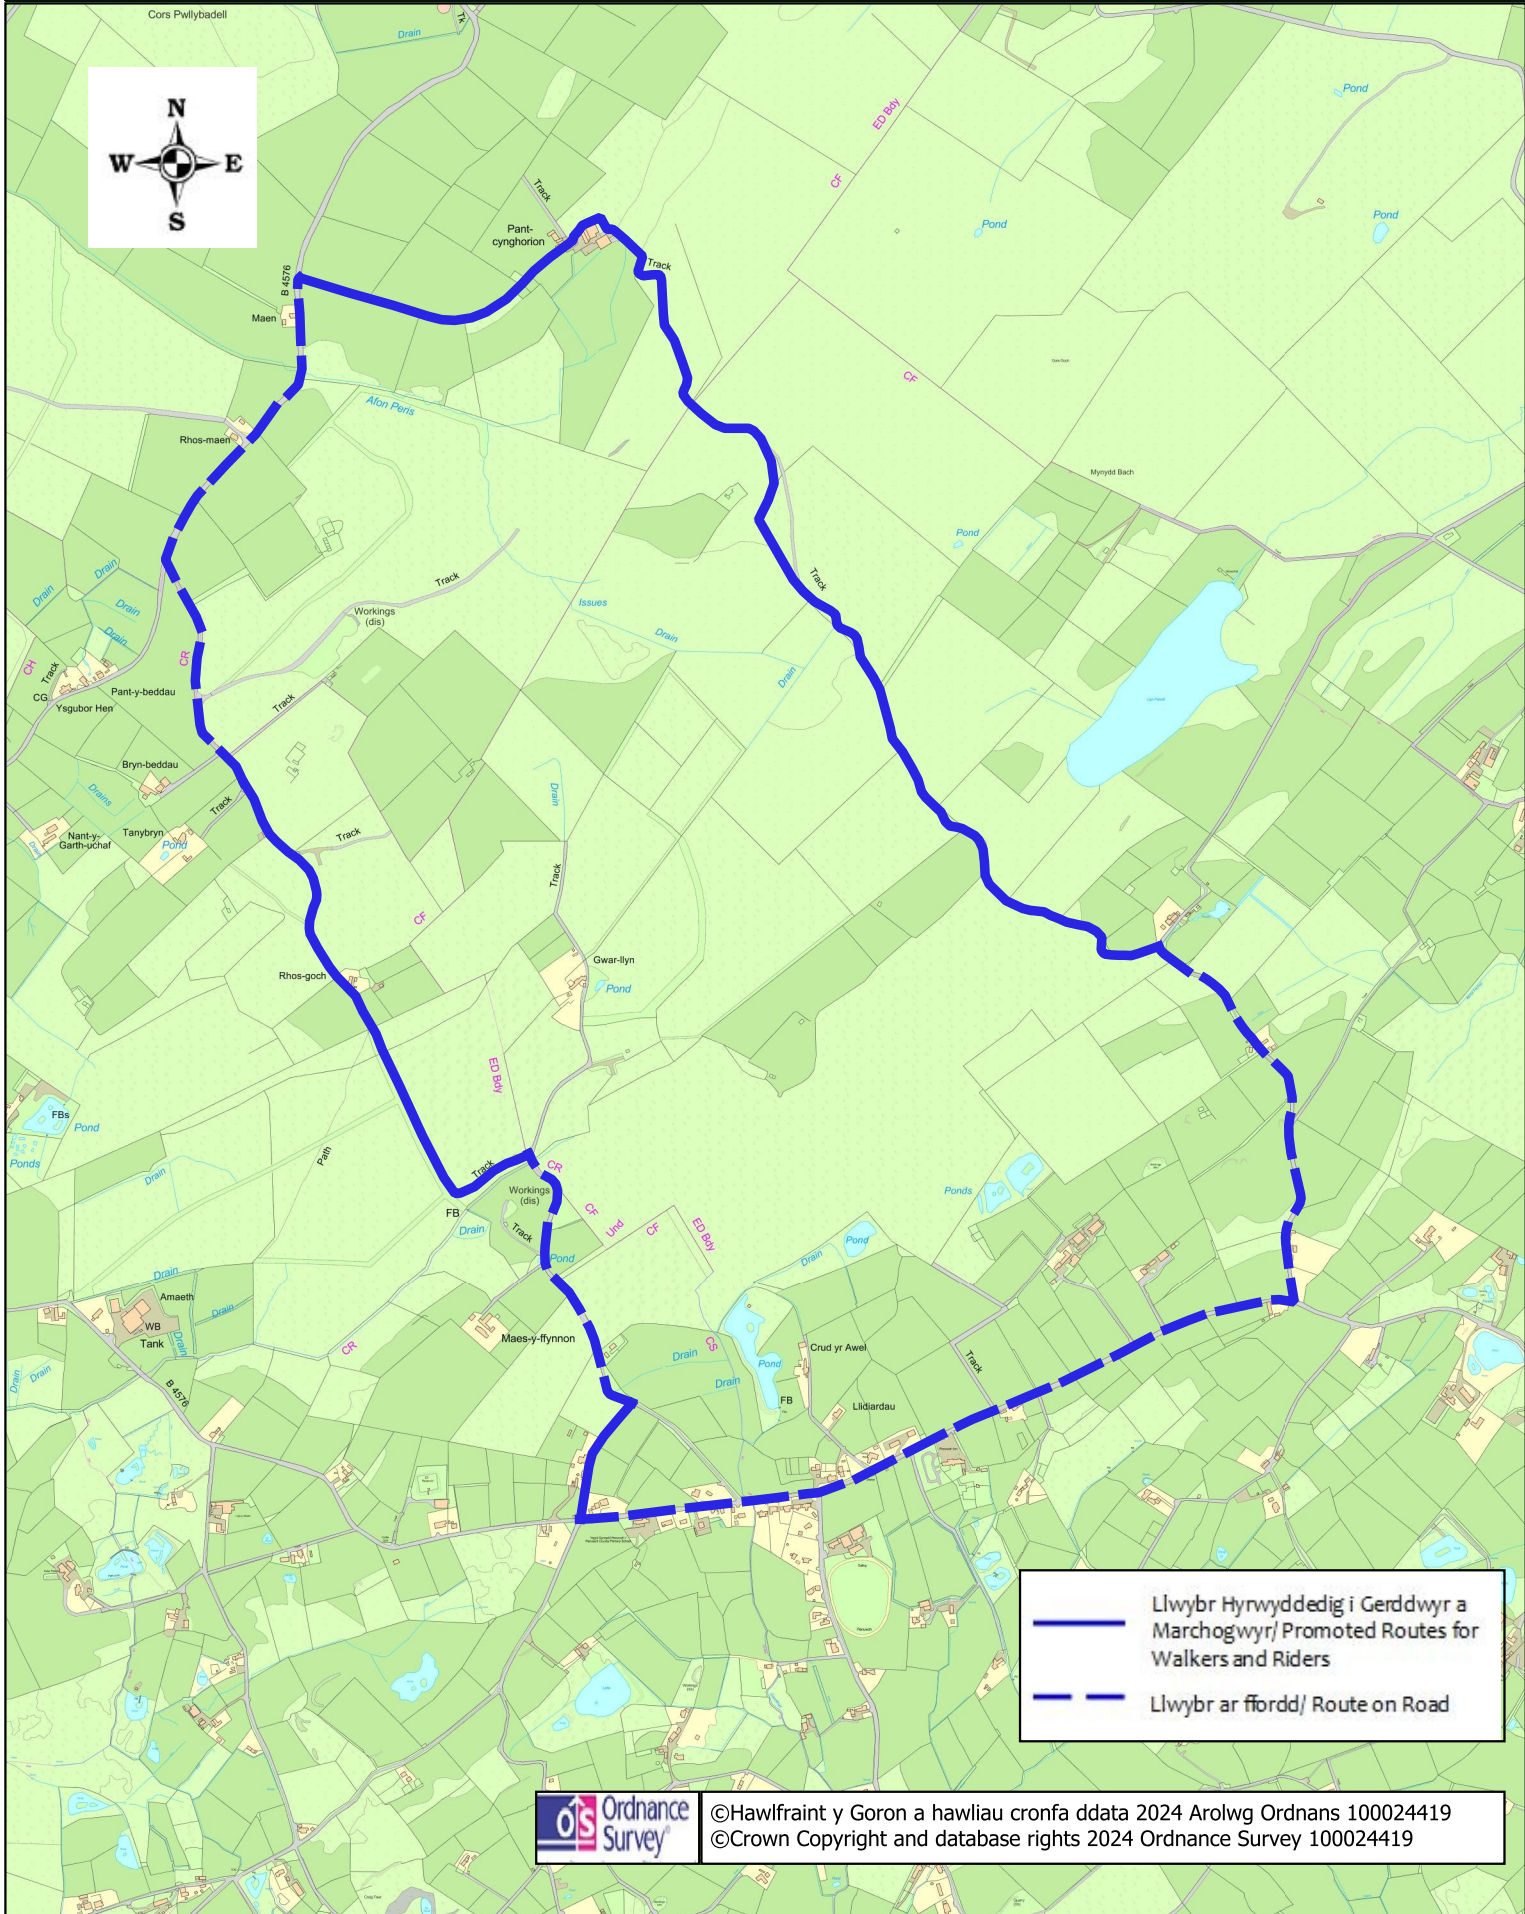 Cors Pwllybadell
Drain
Tk
N
W E
S
ED Bdy
Pond
CF
Track
Pant-
cynghorion
Pond
Pond
Track
B 4576
Maen
CF
Afon Peris
Rhos-maen
Mynydd Bach
Pond
Drain
Drain
Drain
Drain
Track
Workings
(dis)
Issues
Drain
Track
CR
CH
Track
CG
Ysgubor Hen
Pant-y-beddau
Track
Drain
Bryn-beddau
Drains
Track
Drain
Nant-y-
Garth-uchaf
Tanybryn
Pond
Drain
Track
Track
CF
Rhos-goch
Gwar-llyn
Pond
ED Bdy
FBs
Pond
Ponds
Drain
Path
Track
CR
Workings
(dis)
FB
Drain
Track
CF
Und
CF
ED Bdy
Ponds
Pond
Drain
Pond
Drain
Amaeth
Drain
WB
Tank
Drain
Drain
Drain
CR
B 4576
Maes-y-ffynnon
Drain
Drain
CS
Pond
FB
Crud yr Awel
Llidiardau
Track
Llwybr Hyrwyddedig i Gerddwyr a
Marchogwyr/ Promoted Routes for
Walkers and Riders
Llwybr ar ffordd/ Route on Road
OS Ordnance
Survey
©Hawlfraint y Goron a hawliau cronfa ddata 2024 Arolwg Ordnans 100024419
©Crown Copyright and database rights 2024 Ordnance Survey 100024419